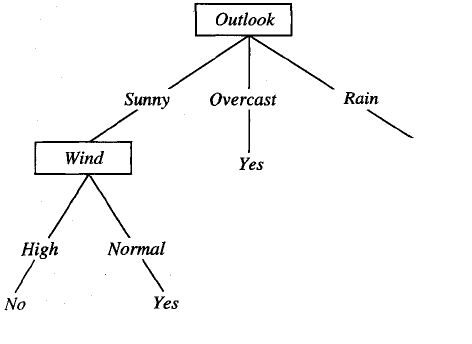 Outlook
Sunny Overcast Rain
Wind
Yes
High Normal
No Yes